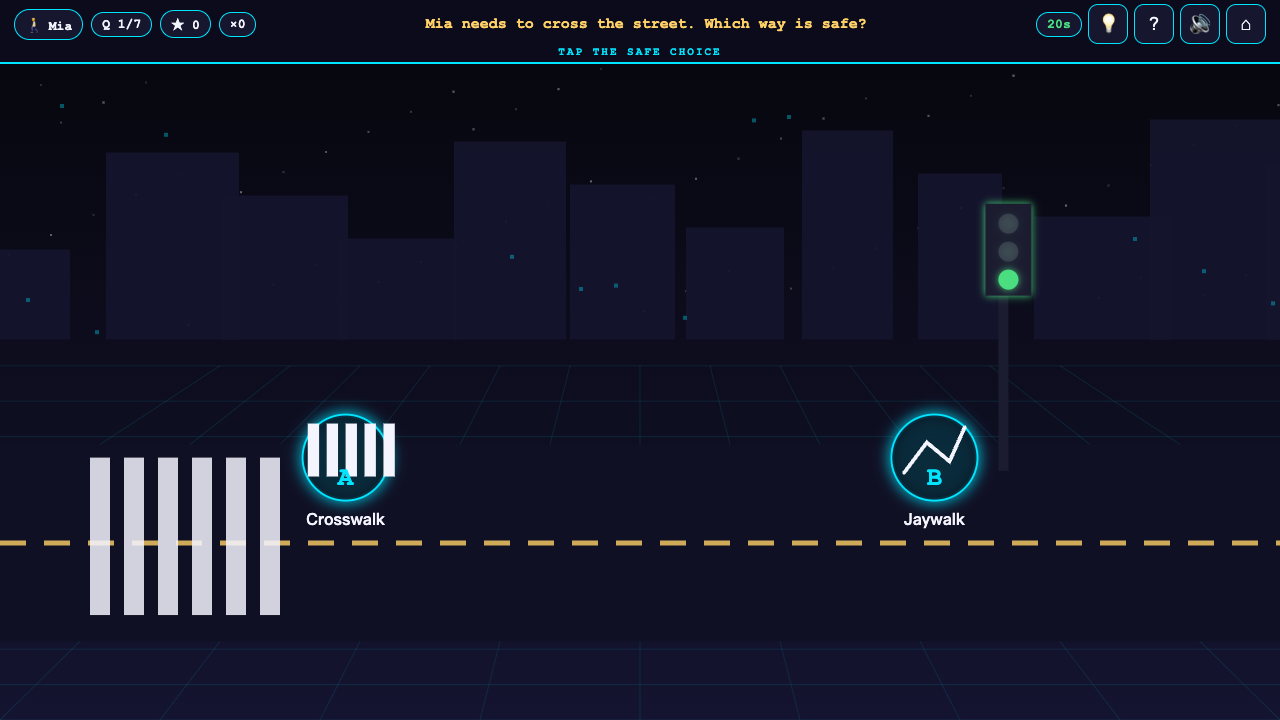 Mia
Q 1/7
★ 0
×0
Mia needs to cross the street. Which way is safe?
TAP THE SAFE CHOICE
20s
?
A
Crosswalk
B
Jaywalk